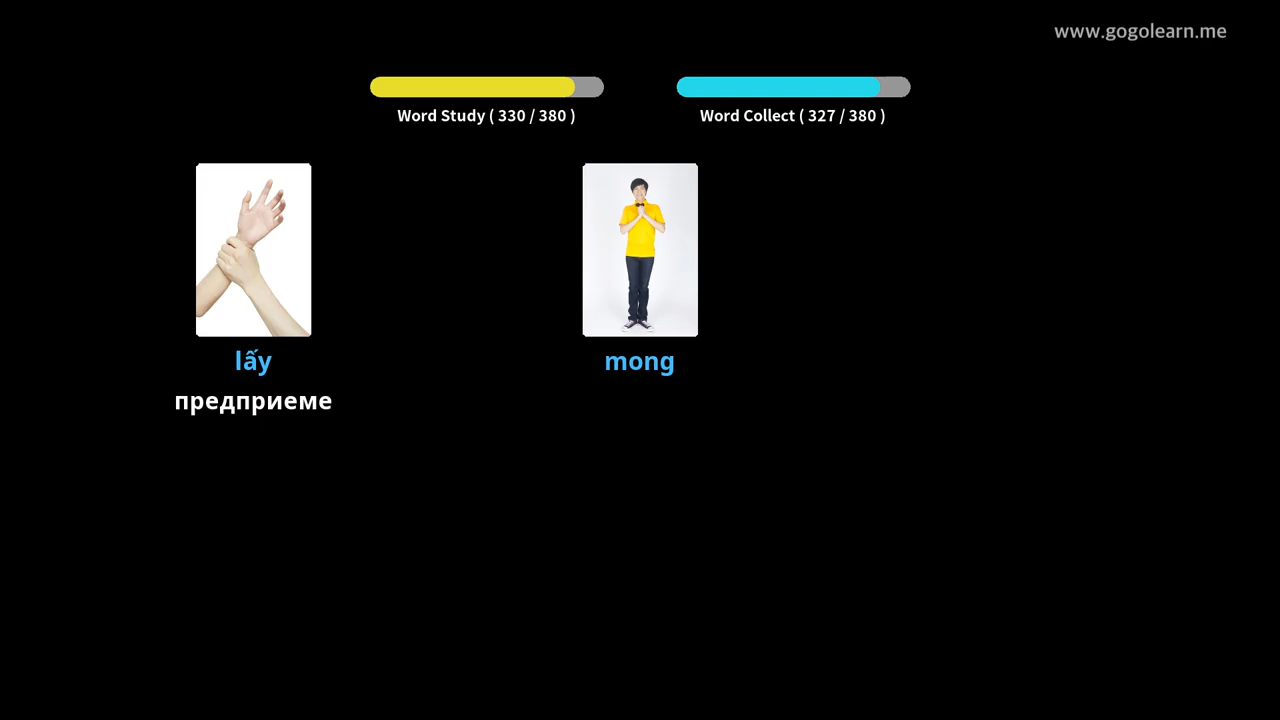 www.gogolearn.me
Word Study ( 330 / 380 )
Word Collect ( 327 / 380 )
lấy
mong
предприеме